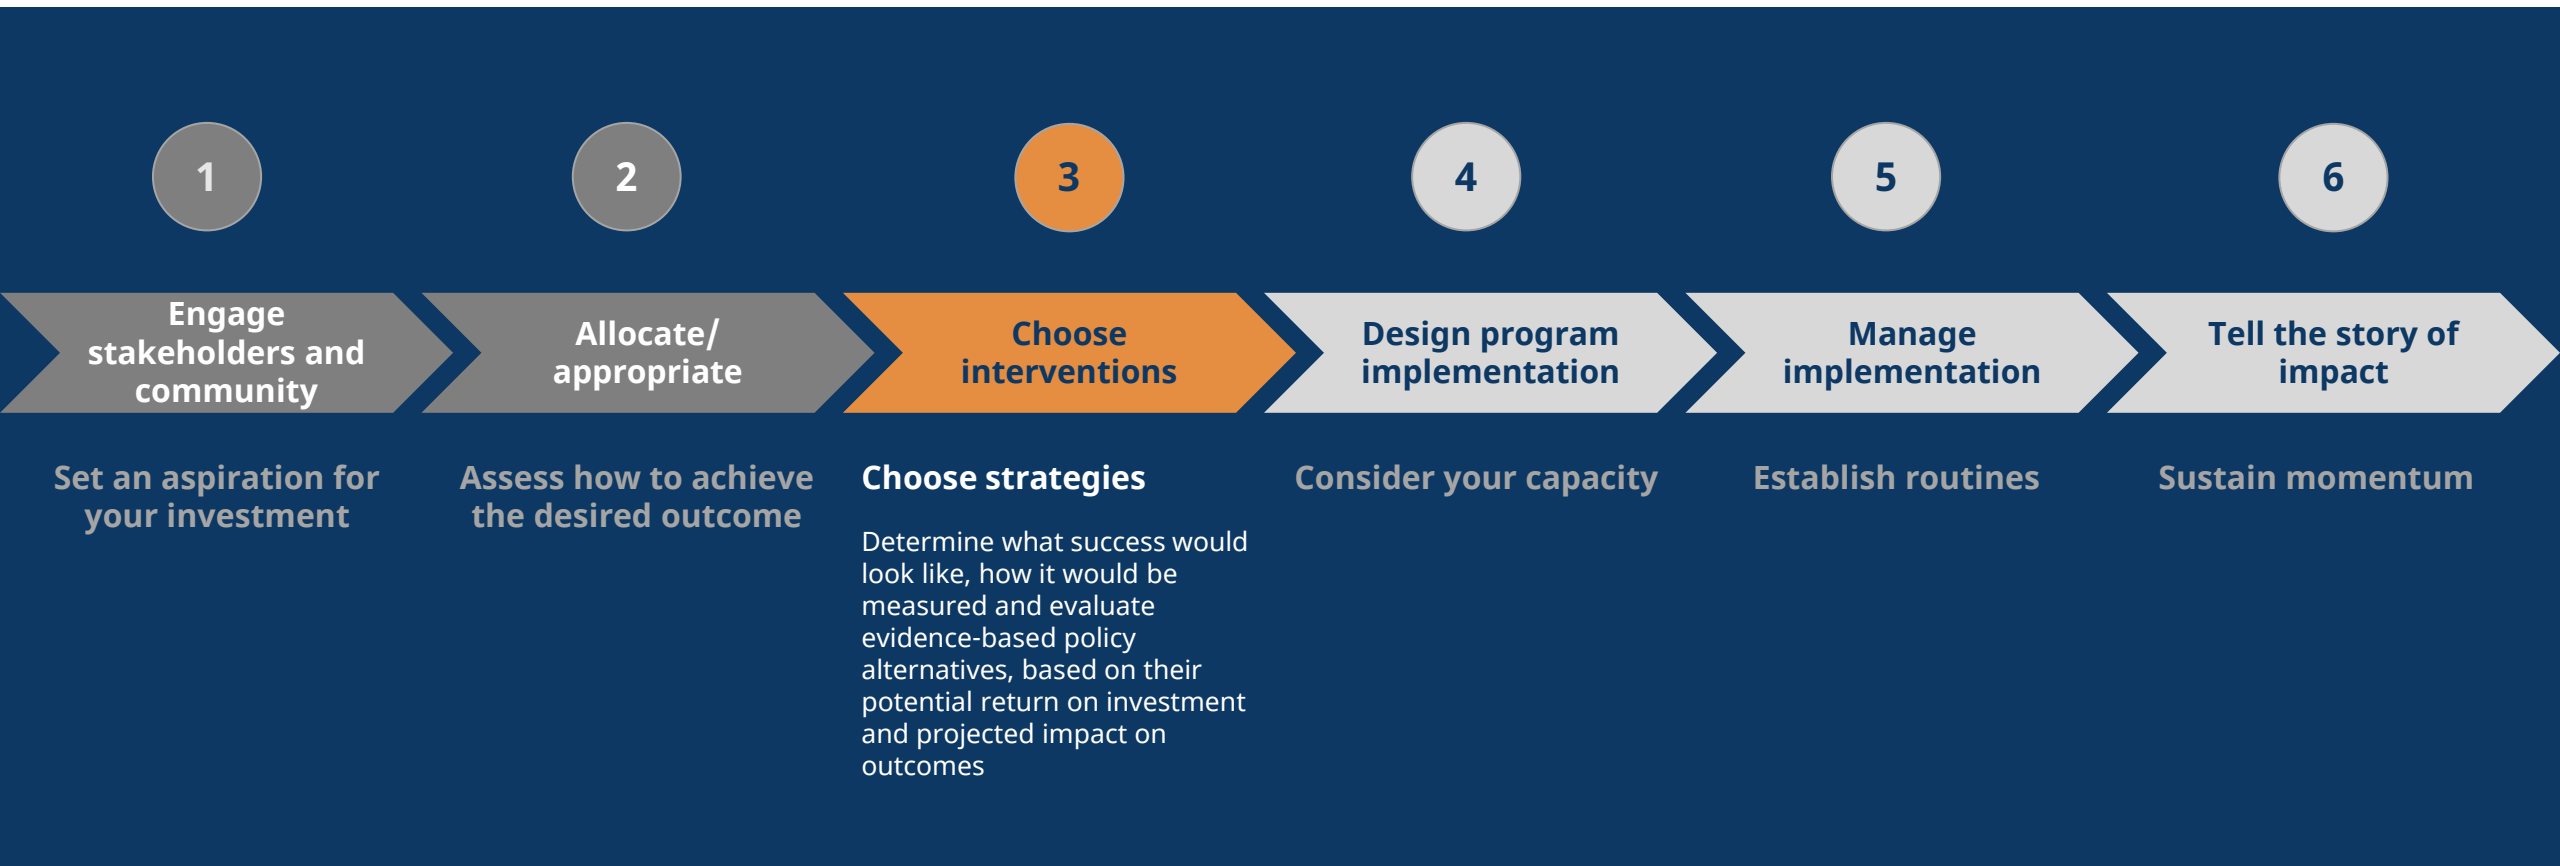 1
2
3
4
5
6
Engage
stakeholders and
community
Allocate/
appropriate
Choose
interventions
Design program
implementation
Manage
implementation
Tell the story of
impact
Set an aspiration for
your investment
Assess how to achieve
the desired outcome
Choose strategies
Determine what success would
look like, how it would be
measured and evaluate
evidence-based policy
alternatives, based on their
potential return on investment
and projected impact on
outcomes
Consider your capacity
Establish routines
Sustain momentum